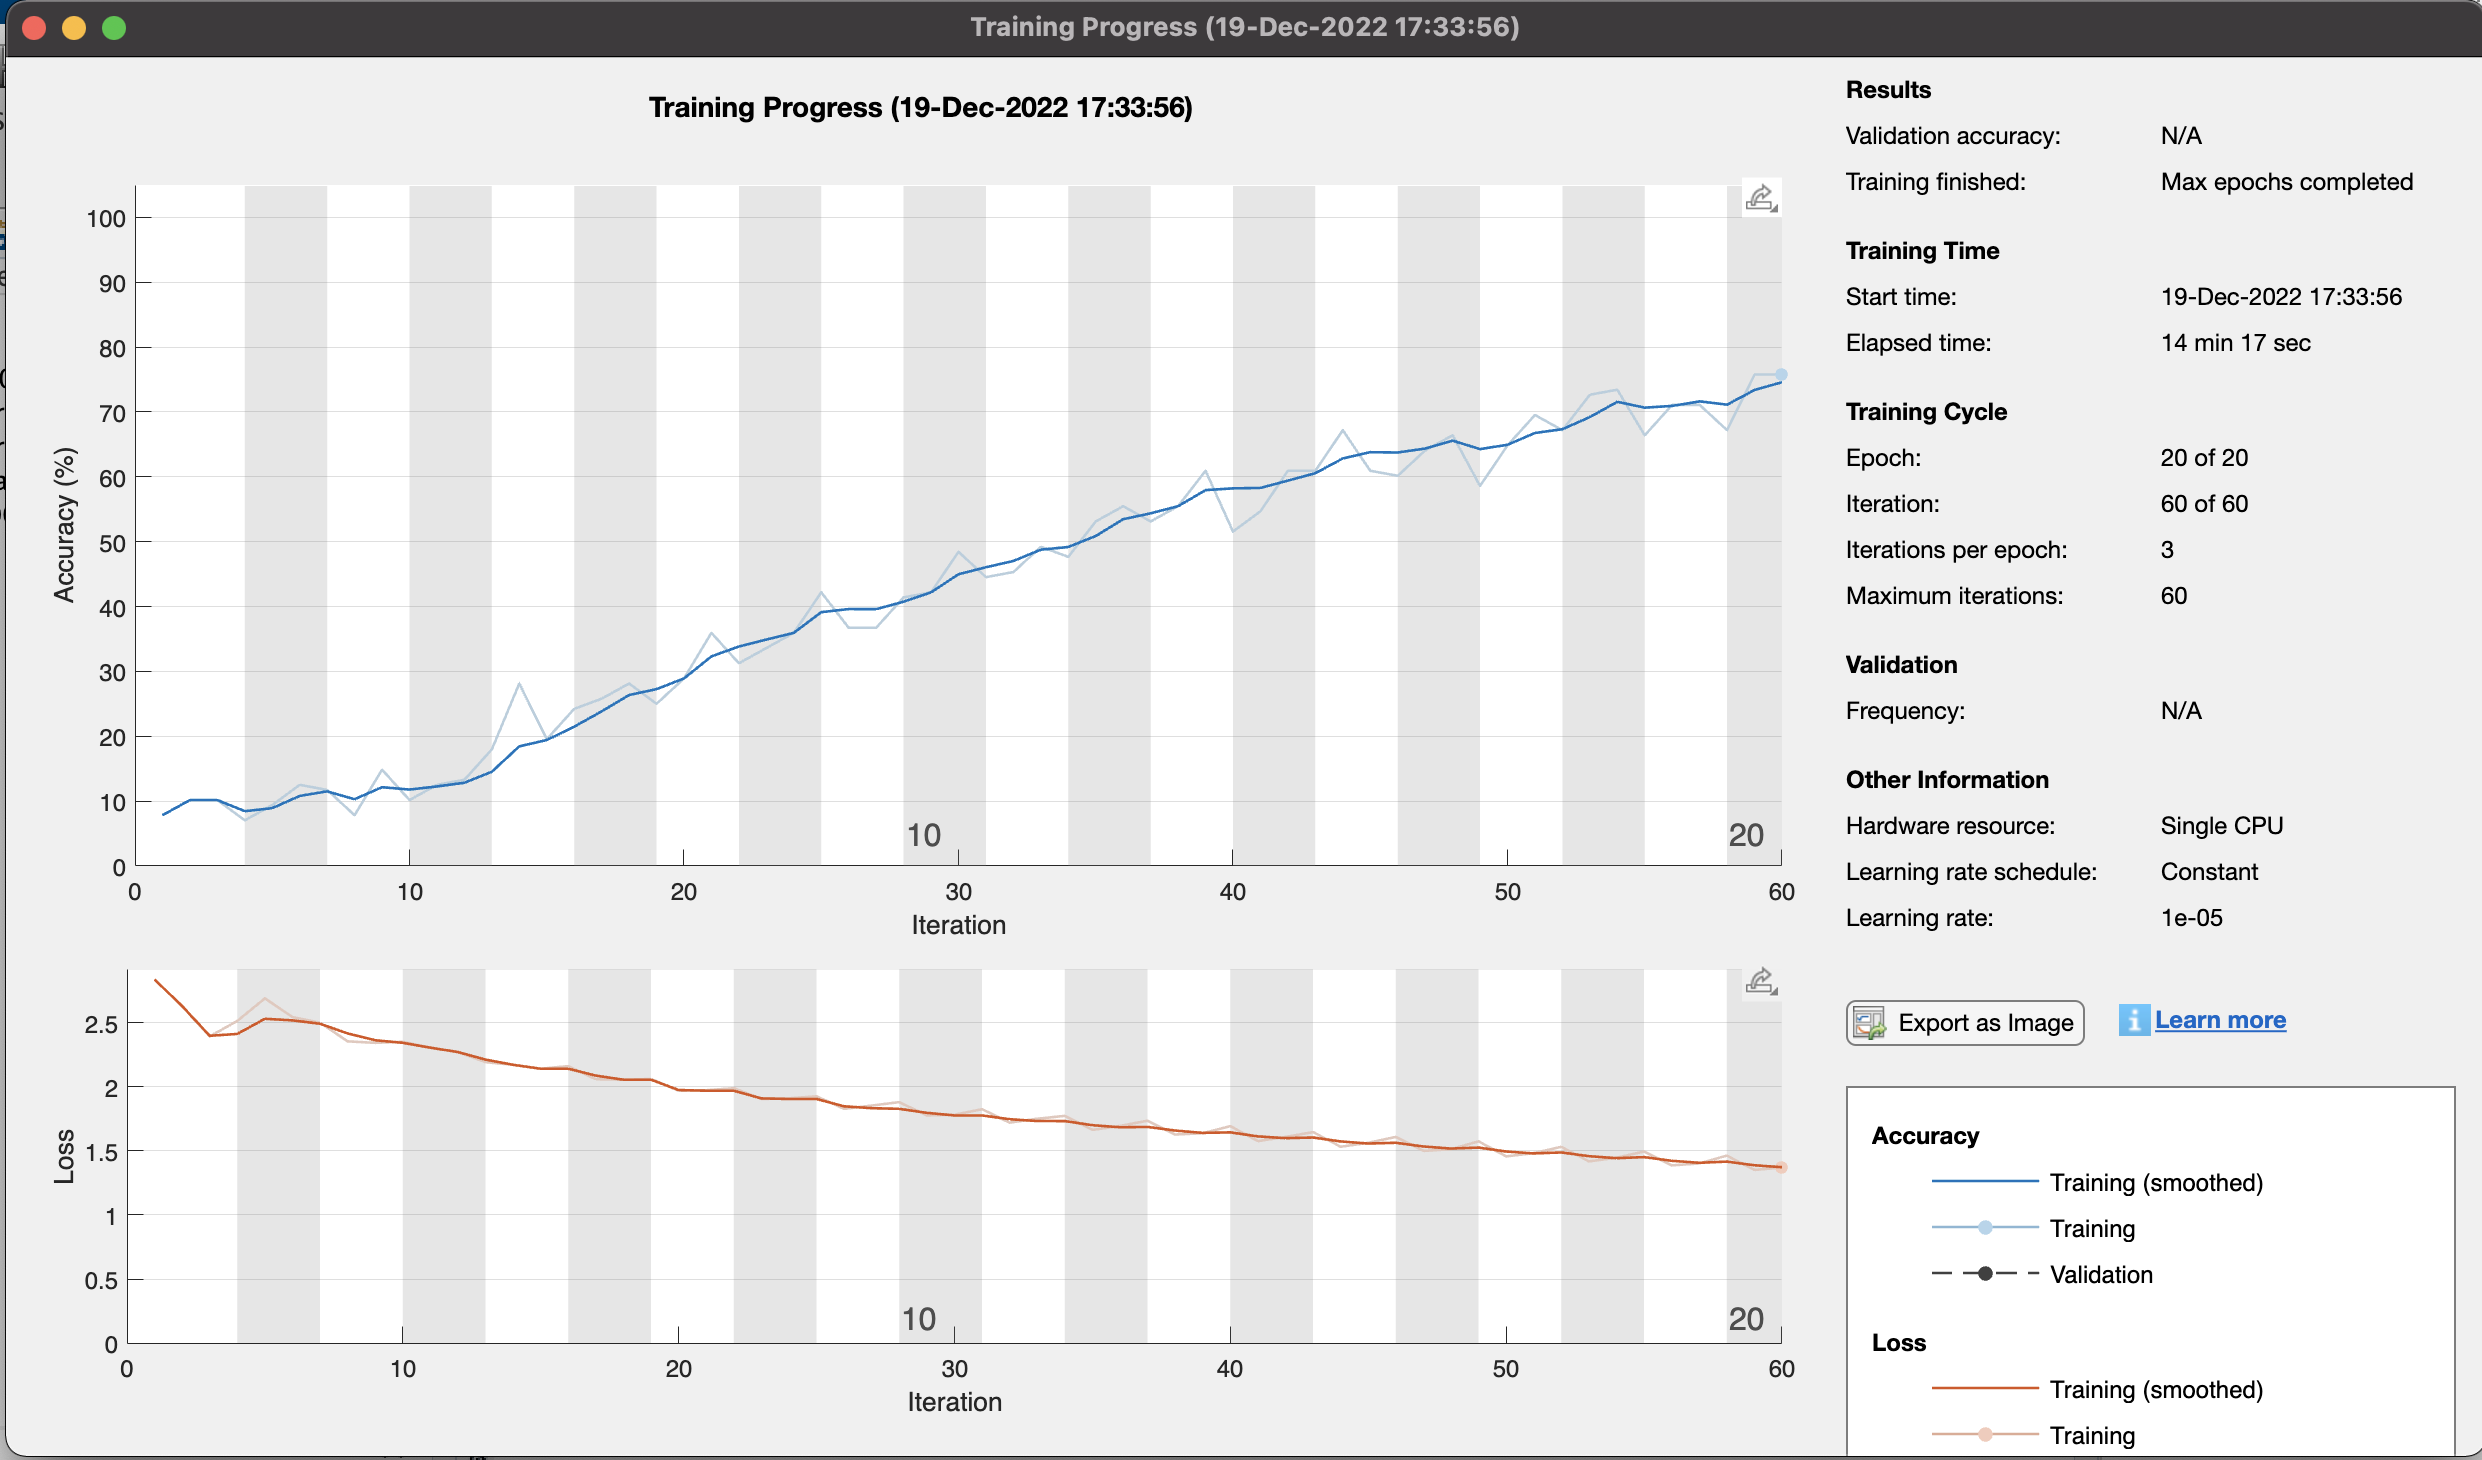 Training Progress (19-Dec-2022 17:33:56)
Training Progress (19-Dec-2022 17:33:56)
100
90
80
70
60
50
40
30
20
10
0
Accuracy (%)
10
20
0 10 20 30 40 50 60
Iteration
2.5
2
1.5
1
0.5
0
Loss
10
20
0 10 20 30 40 50 60
Iteration
Results
Validation accuracy: N/A
Training finished: Max epochs completed
Training Time
Start time: 19-Dec-2022 17:33:56
Elapsed time: 14 min 17 sec
Training Cycle
Epoch: 20 of 20
Iteration: 60 of 60
Iterations per epoch: 3
Maximum iterations: 60
Validation
Frequency: N/A
Other Information
Hardware resource: Single CPU
Learning rate schedule: Constant
Learning rate: 1e-05
Export as Image
i Learn more
Accuracy
Training (smoothed)
Training
Validation
Loss
Training (smoothed)
Training